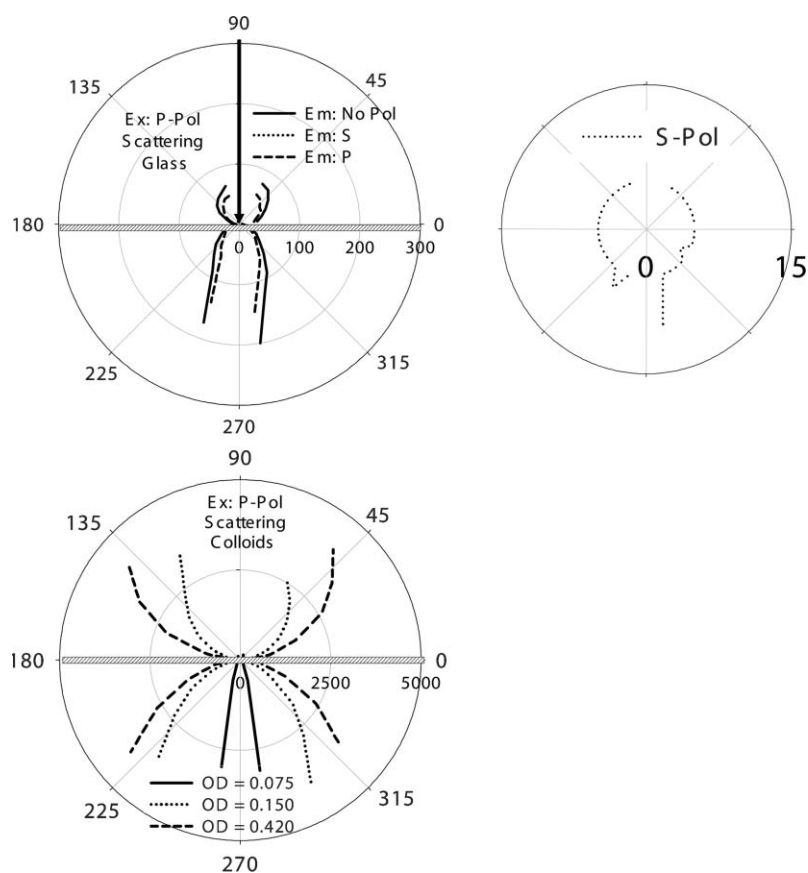 90
135
45
Ex: P-Pol
Scattering
Glass
Em: No Pol
Em: S
Em: P
180
0
0
100
200
300
225
315
270
S-Pol
0
15
90
135
45
Ex: P-Pol
Scattering
Colloids
180
0
0
2500
5000
OD = 0.075
OD = 0.150
OD = 0.420
225
315
270